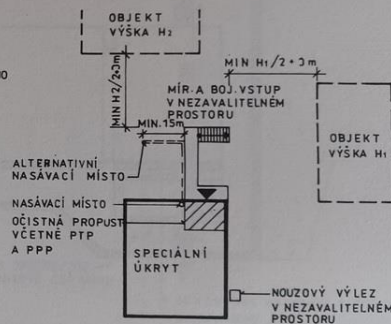 OBJEKT
VÝŠKA H₂
MIN H2/2+3m
MIN H₁/2+3m
MÍR. A BOJ. VSTUP
V NEZAVALITELNÉM
PROSTORU
MIN. 15m
OBJEKT
VÝŠKA H₁
ALTERNATIVNÍ
NASÁVACÍ MÍSTO
NASÁVACÍ MÍSTO
OČISTNÁ PROPUST
VČETNĚ PTP
A PPP
SPECIÁLNÍ
ÚKRYT
NOUZOVÝ VÝLEZ
V NEZAVALITELNÉM
PROSTORU